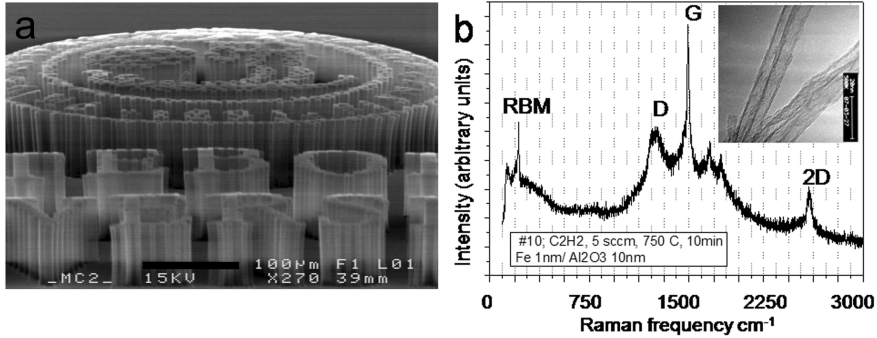 a
100µm F1 L01
_MC2_ 15KV X270 39mm
b
G
RBM
D
2D
Intensity (arbitrary units)
#10; C2H2, 5 sccm, 750 C, 10min
Fe 1nm/ Al2O3 10nm
0 750 1500 2250 3000
Raman frequency cm-1